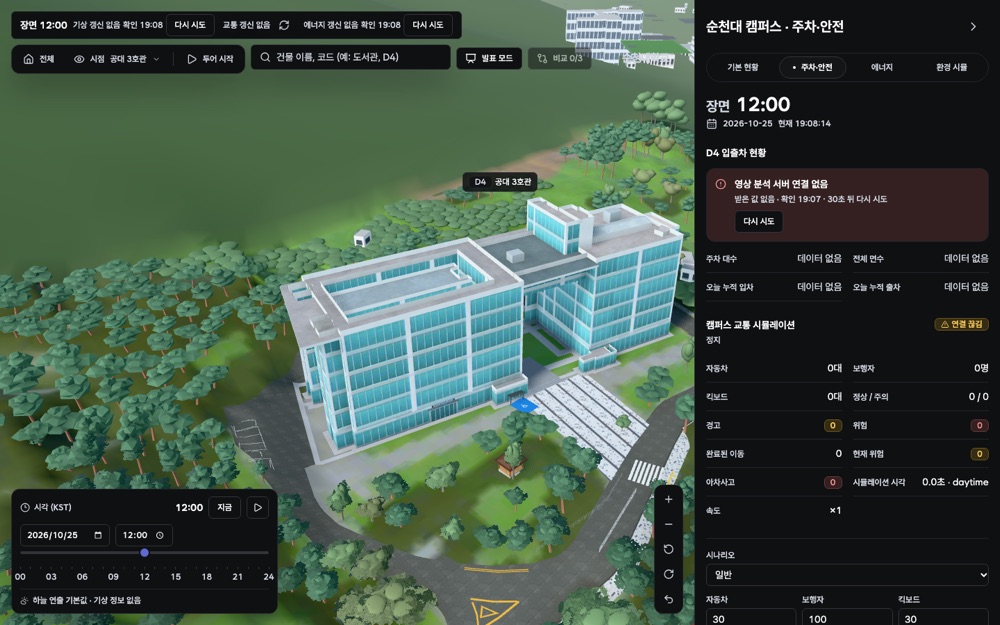 장면 12:00 기상 갱신 없음 확인 19:08 다시 시도 교통 갱신 없음 에너지 갱신 없음 확인 19:08 다시 시도
전체 시점 공대 3호관 투어 시작 건물 이름, 코드 (예: 도서관, D4) 발표 모드 비교 0/3
D4 공대 3호관
시각 (KST) 12:00 지금
2026/10/25 12:00
00 03 06 09 12 15 18 21 24
하늘 연출 기본값 · 기상 정보 없음
순천대 캠퍼스 · 주차·안전
기본 현황 주차·안전 에너지 환경 시뮬
장면 12:00
2026-10-25 현재 19:08:14
D4 입출차 현황
영상 분석 서버 연결 없음
받은 값 없음 · 확인 19:07 · 30초 뒤 다시 시도
다시 시도
주차 대수 데이터 없음 전체 면수 데이터 없음
오늘 누적 입차 데이터 없음 오늘 누적 출차 데이터 없음
캠퍼스 교통 시뮬레이션 연결 끊김
정지
자동차 0대 보행자 0명
킥보드 0대 정상 / 주의 0 / 0
경고 0 위험 0
완료된 이동 0 현재 위험 0
아차사고 0 시뮬레이션 시각 0.0초 · daytime
속도 ×1
시나리오
일반
자동차 보행자 킥보드
30 100 30